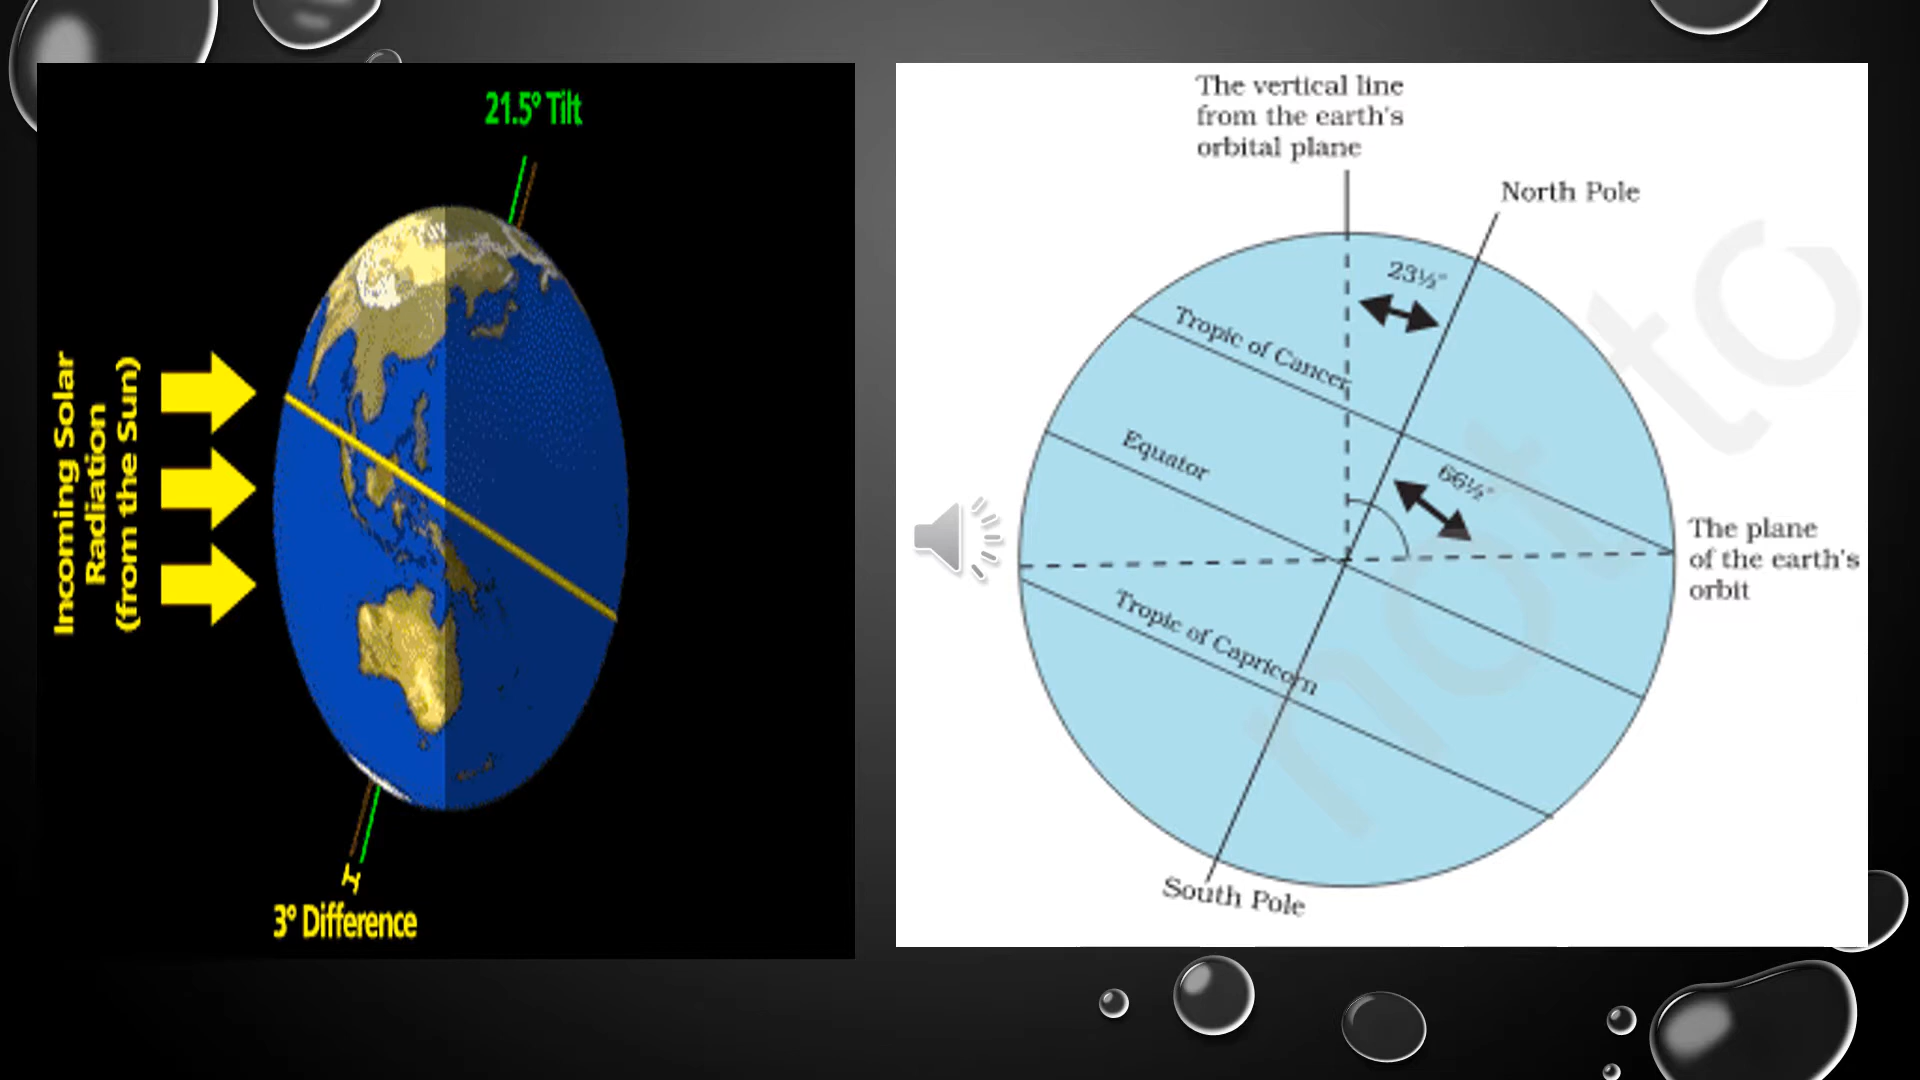 21.5° Tilt
Incoming Solar
Radiation
(from the Sun)
3° Difference
The vertical line
from the earth's
orbital plane
North Pole
23½°
Tropic of Cancer
Equator
66½°
The plane
of the earth's
orbit
Tropic of Capricorn
South Pole
not to